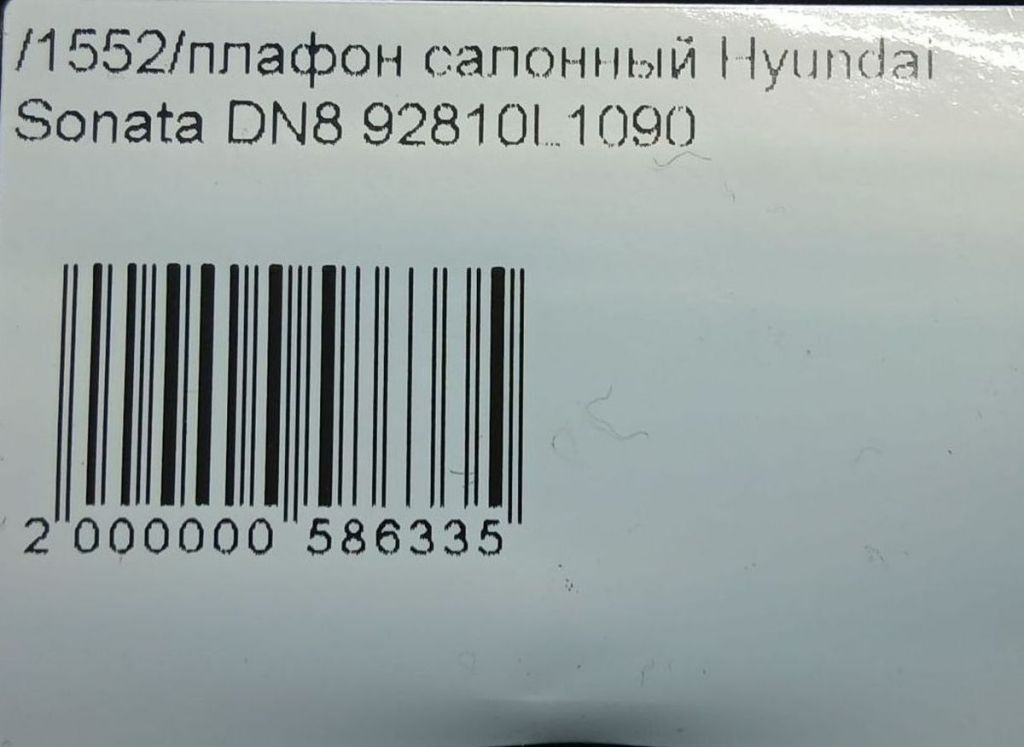 /1552/плафон салонный Hyundai
Sonata DN8 92810L1090
2 000000 586335